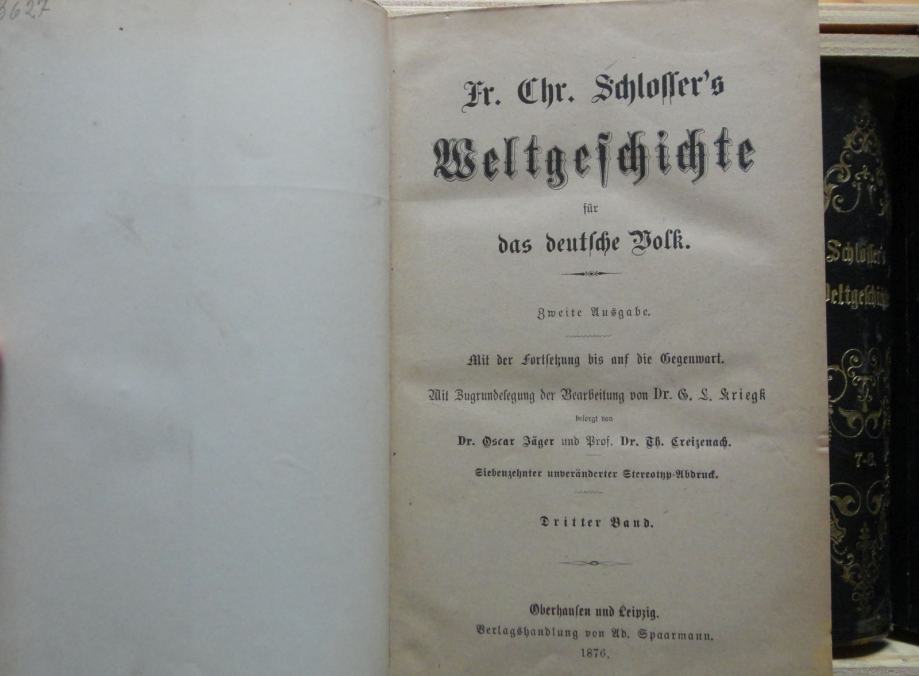 3627
Fr. Chr. Schlosser's
Weltgeschichte
für
das deutsche Volk.
Zweite Ausgabe.
Mit der Fortsetzung bis auf die Gegenwart.
Mit Zugrundelegung der Bearbeitung von Dr. G. L. Kriegk
besorgt von
Dr. Oscar Jäger und Prof. Dr. Th. Creizenach.
Siebenzehnter unveränderter Stereotyp-Abdruck.
Dritter Band.
Oberhausen und Leipzig.
Verlagshandlung von Ad. Spaarmann.
1876.
Schlosser's
Weltgeschichte
7-8.